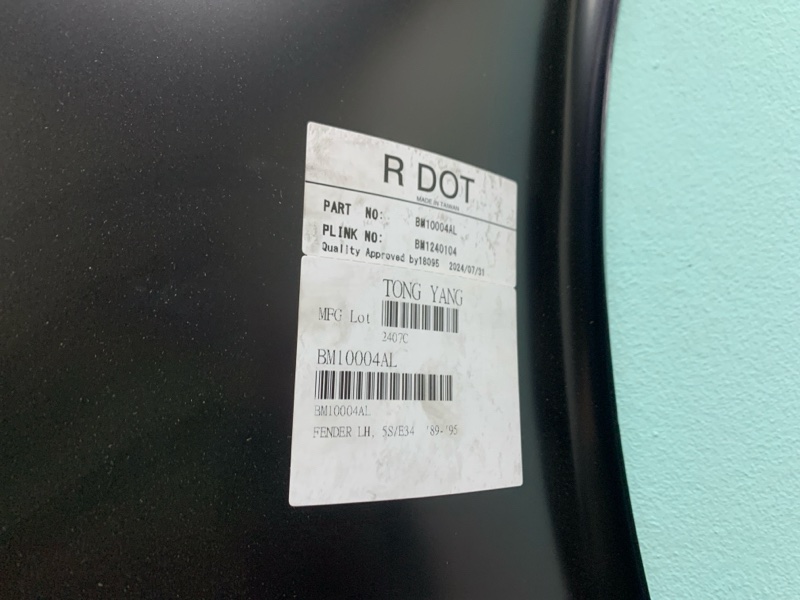 R DOT
MADE IN TAIWAN
PART NO: BM10004AL
PLINK NO: BM1240104
Quality Approved by18095 2024/07/31
TONG YANG
MFG Lot
2407C
BM10004AL
BM10004AL
FENDER LH, 5S/E34 '89-'95